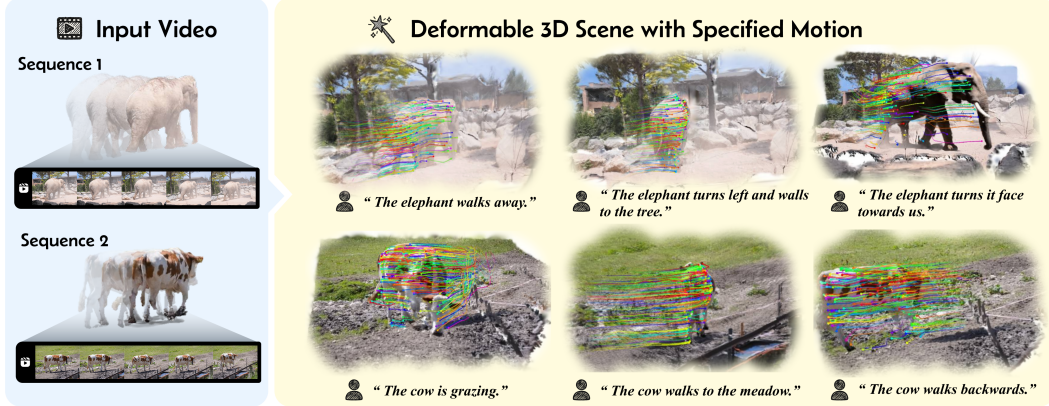 Input Video
Sequence 1
Sequence 2
Deformable 3D Scene with Specified Motion
“ The elephant walks away.”
“ The elephant turns left and walls
to the tree.”
“ The elephant turns it face
towards us.”
“ The cow is grazing.”
“ The cow walks to the meadow.”
“ The cow walks backwards.”